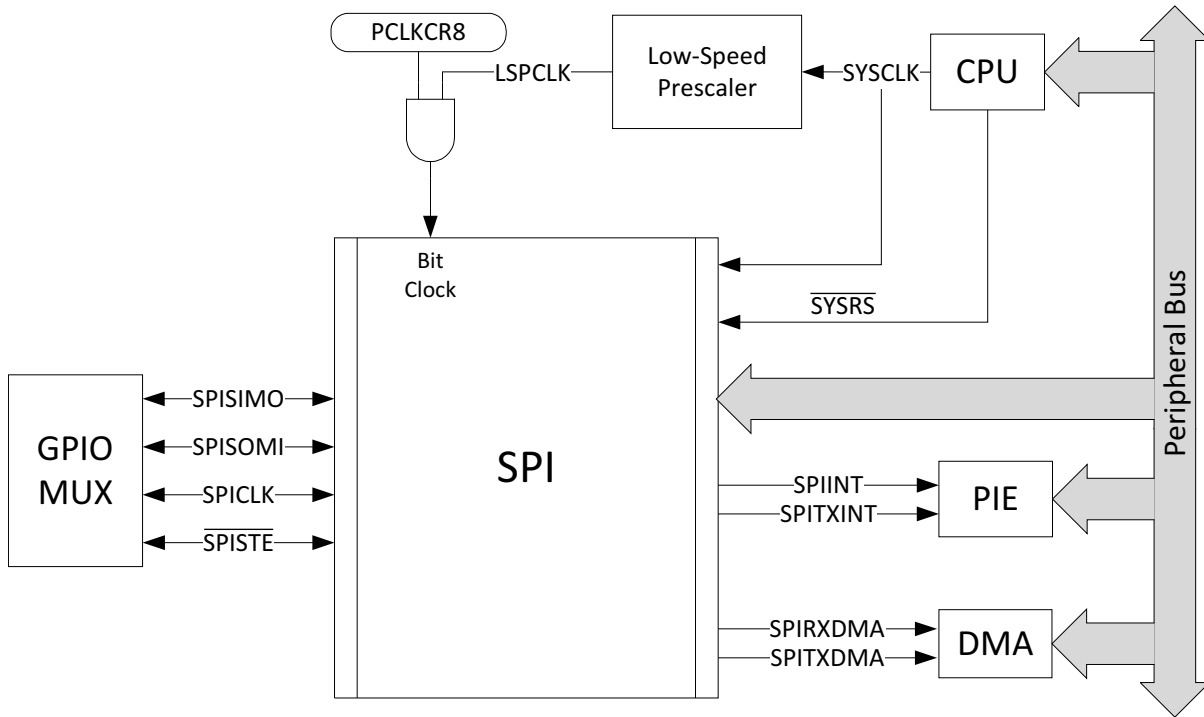 PCLKCR8
LSPCLK
Low-Speed
Prescaler
SYSCLK
CPU
Bit
Clock
SYSRS
GPIO
MUX
SPISIMO
SPISOMI
SPICLK
SPISTE
SPI
SPIINT
SPITXINT
PIE
SPIRXDMA
SPITXDMA
DMA
Peripheral Bus